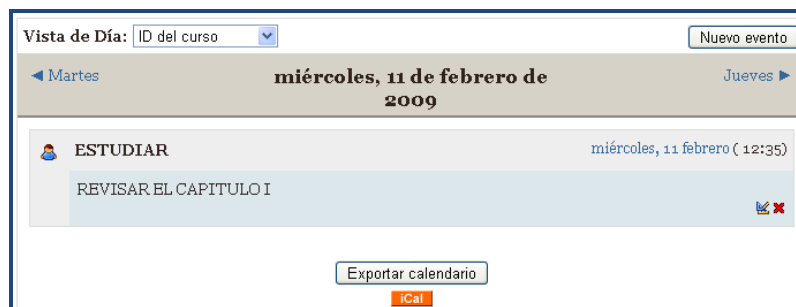 Vista de Día: ID del curso Nuevo evento
◄ Martes miércoles, 11 de febrero de 2009 Jueves ►
ESTUDIAR miércoles, 11 febrero ( 12:35)
REVISAR EL CAPITULO I
Exportar calendario
iCal